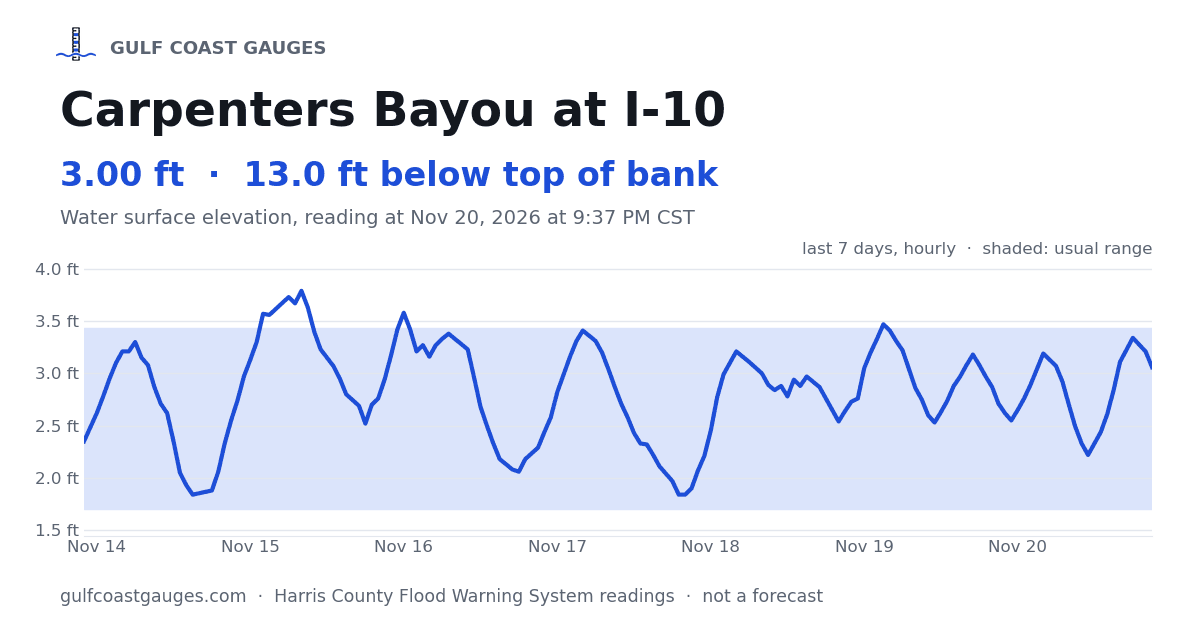 GULF COAST GAUGES
Carpenters Bayou at I-10
3.00 ft · 13.0 ft below top of bank
Water surface elevation, reading at Nov 20, 2026 at 9:37 PM CST
last 7 days, hourly · shaded: usual range
4.0 ft
3.5 ft
3.0 ft
2.5 ft
2.0 ft
1.5 ft
Nov 14 Nov 15 Nov 16 Nov 17 Nov 18 Nov 19 Nov 20
gulfcoastgauges.com · Harris County Flood Warning System readings · not a forecast